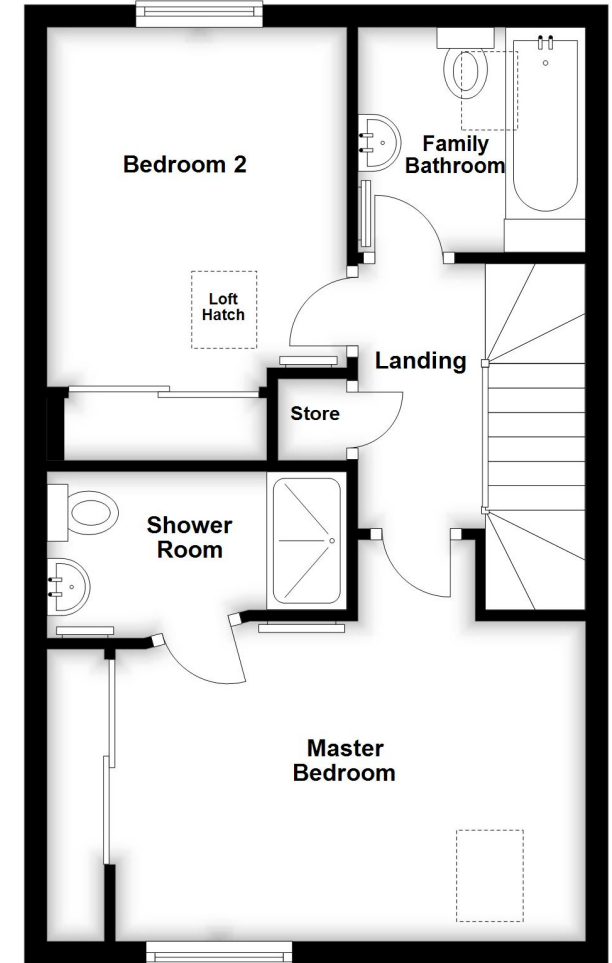 Bedroom 2
Family
Bathroom
Loft
Hatch
Landing
Store
Shower
Room
Master
Bedroom